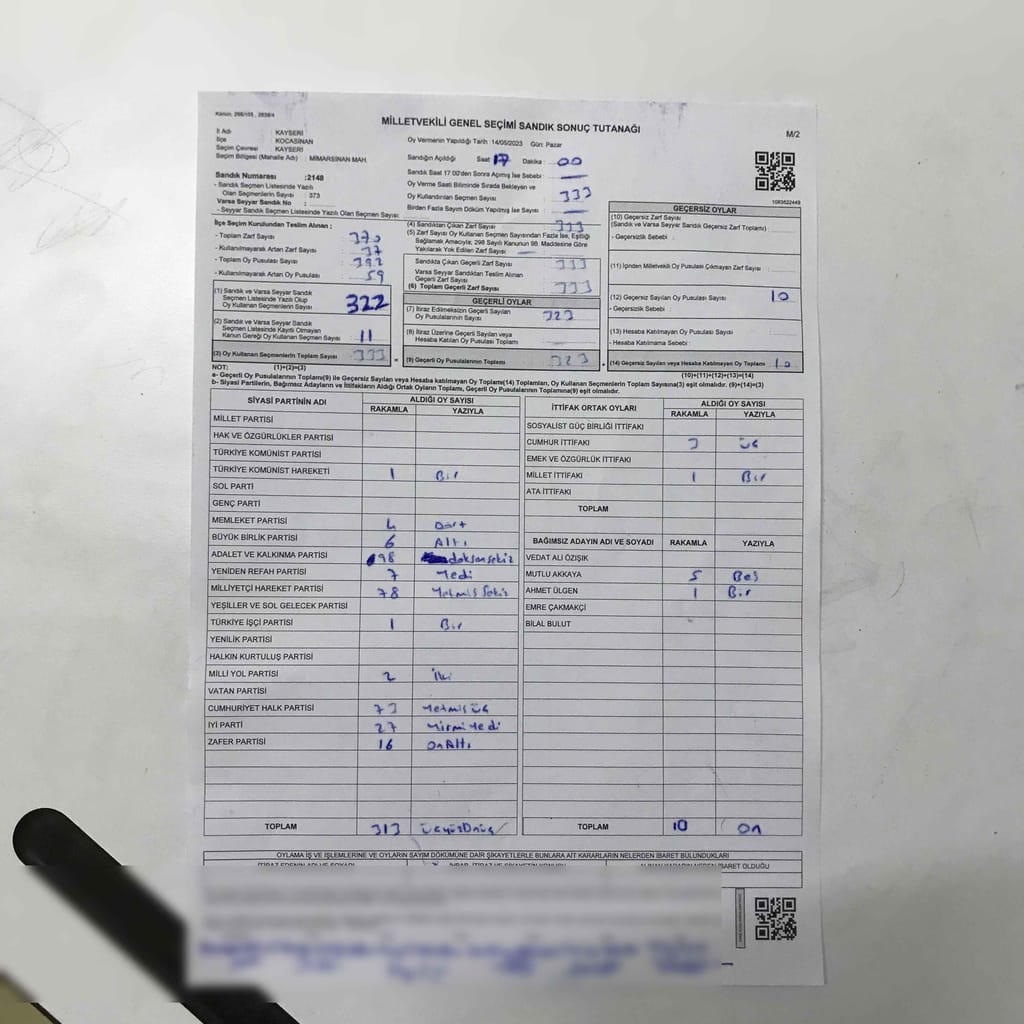 MİLLETVEKİLİ GENEL SEÇİMİ SANDIK SONUÇ TUTANAĞI
M/2
İl Adı : KAYSERİ
İlçe : KOCASİNAN
Seçim Çevresi : KAYSERİ
Seçim Bölgesi (Mahalle Adı) : MİMARSİNAN MAH.
Sandık Numarası : 2148
- Sandık Seçmen Listesinde Yazılı
Olan Seçmenlerin Sayısı : 373
Varsa Seyyar Sandık No :
- Seyyar Sandık Listesinde Yazılı Olan Seçmen Sayısı:
Oy Vermenin Yapıldığı Tarih : 14/05/2023 Gün: Pazar
Sandığın Açıldığı Saat : 17 Dakika : 00
Sandık Saat 17.00'den Sonra Açımış İse Sebebi : —
Oy Verme Saati Bitiminde Sırada Bekleyen ve
Oy Kullandırılan Seçmen Sayısı : 333
Birden Fazla Sayım Döküm Yapılmış İse Sayısı : —
İlçe Seçim Kurulundan Teslim Alınan :
- Toplam Zarf Sayısı : 370
- Kullanılmayarak Artan Zarf Sayısı : 37
- Toplam Oy Pusulası Sayısı : 392
- Kullanılmayarak Artan Oy Pusulası : 59
(1) Sandık ve Varsa Seyyar Sandık
Seçmen Listesinde Yazılı Olup
Oy Kullanan Seçmenlerin Sayısı : 322
(2) Sandık ve Varsa Seyyar Sandık
Seçmen Listesinde Kayıtlı Olmayan
Kanun Gereği Oy Kullanan Seçmen Sayısı : 11
(3) Oy Kullanan Seçmenlerin Toplam Sayısı : 333
(1)+(2)=(3)
(4) Sandıktan Çıkan Zarf Sayısı : 333
(5) Zarf Sayısı Oy Kullanan Seçmen Sayısından Fazla İse, Eşitliği
Sağlamak Amacıyla; 298 Sayılı Kanunun 98. Maddesine Göre
Yakılarak Yok Edilen Zarf Sayısı : —
Sandıkta Çıkan Geçerli Zarf Sayısı : 333
Varsa Seyyar Sandıktan Teslim Alınan
Geçerli Zarf Sayısı :
(6) Toplam Geçerli Zarf Sayısı : 333
GEÇERLİ OYLAR
(7) İtiraz Edilmeksizin Geçerli Sayılan
Oy Pusulalarının Sayısı : 323
(8) İtiraz Üzerine Geçerli Sayılan veya
Hesaba Katılan Oy Pusulası Toplamı :
(9) Geçerli Oy Pusulalarının Toplamı : 323
1083522449
GEÇERSİZ OYLAR
(10) Geçersiz Zarf Sayısı
(Sandık ve Varsa Seyyar Sandık Geçersiz Zarf Toplamı) :
- Geçersizlik Sebebi :
(11) İçinden Milletvekili Oy Pusulası Çıkmayan Zarf Sayısı :
(12) Geçersiz Sayılan Oy Pusulası Sayısı : 10
- Geçersizlik Sebebi :
(13) Hesaba Katılmayan Oy Pusulası Sayısı :
- Hesaba Katılmama Sebebi :
(14) Geçersiz Sayılan veya Hesaba Katılmayan Oy Toplamı : 10
(10)+(11)+(12)+(13)=(14)
NOT:
a- Geçerli Oy Pusulalarının Toplamı(9) ile Geçersiz Sayılan veya Hesaba katılmayan Oy Toplamı(14) Toplamları, Oy Kullanan Seçmenlerin Toplam Sayısına(3) eşit olmalıdır. (9)+(14)=(3)
b- Siyasi Partilerin, Bağımsız Adayların ve İttifakların Aldığı Ortak Oyların Toplamı, Geçerli Oy Pusulalarının Toplamına(9) eşit olmalıdır.
SİYASİ PARTİNİN ADI ALDIĞI OY SAYISI
RAKAMLA YAZIYLA
MİLLET PARTİSİ
HAK VE ÖZGÜRLÜKLER PARTİSİ
TÜRKİYE KOMÜNİST PARTİSİ
TÜRKİYE KOMÜNİST HAREKETİ 1 Bir
SOL PARTİ
GENÇ PARTİ
MEMLEKET PARTİSİ 4 Dört
BÜYÜK BİRLİK PARTİSİ 6 Altı
ADALET VE KALKINMA PARTİSİ 98 doksansekiz
YENİDEN REFAH PARTİSİ 7 Yedi
MİLLİYETÇİ HAREKET PARTİSİ 78 Yetmiş Sekiz
YEŞİLLER VE SOL GELECEK PARTİSİ
TÜRKİYE İŞÇİ PARTİSİ 1 Bir
YENİLİK PARTİSİ
HALKIN KURTULUŞ PARTİSİ
MİLLİ YOL PARTİSİ 2 İki
VATAN PARTİSİ
CUMHURİYET HALK PARTİSİ 73 Yetmiş üç
İYİ PARTİ 27 Yirmi Yedi
ZAFER PARTİSİ 16 On Altı
TOPLAM 313 üçyüzOnüç
İTTİFAK ORTAK OYLARI ALDIĞI OY SAYISI
RAKAMLA YAZIYLA
SOSYALİST GÜÇ BİRLİĞİ İTTİFAKI
CUMHUR İTTİFAKI 3 üç
EMEK VE ÖZGÜRLÜK İTTİFAKI
MİLLET İTTİFAKI 1 Bir
ATA İTTİFAKI
TOPLAM
BAĞIMSIZ ADAYIN ADI VE SOYADI RAKAMLA YAZIYLA
VEDAT ALİ ÖZIŞIK
MUTLU AKKAYA 5 Beş
AHMET ÜLGEN 1 Bir
EMRE ÇAKMAKÇİ
BİLAL BULUT
TOPLAM 10 on
OYLAMA İŞ VE İŞLEMLERİNE VE OYLARIN SAYIM DÖKÜMÜNE DAİR ŞİKAYETLERLE BUNLARA AİT KARARLARIN NELERDEN İBARET BULUNDUKLARI